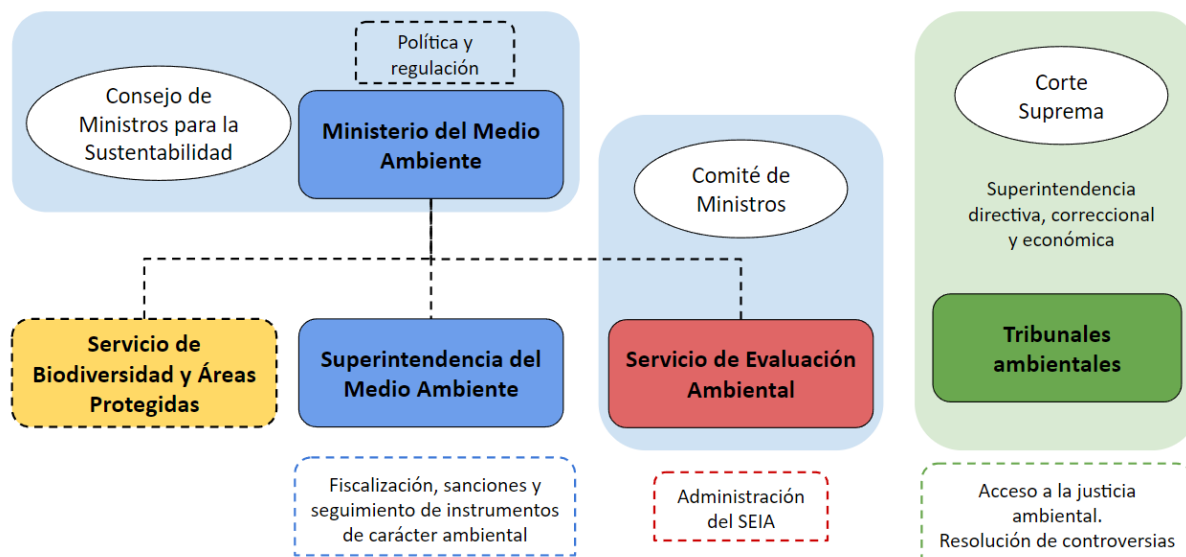 Política y
regulación
Consejo de
Ministros para la
Sustentabilidad
Ministerio del Medio
Ambiente
Comité de
Ministros
Corte
Suprema
Superintendencia
directiva, correccional
y económica
Servicio de
Biodiversidad y Áreas
Protegidas
Superintendencia del
Medio Ambiente
Servicio de Evaluación
Ambiental
Tribunales
ambientales
Fiscalización, sanciones y
seguimiento de instrumentos
de carácter ambiental
Administración
del SEIA
Acceso a la justicia
ambiental.
Resolución de controversias